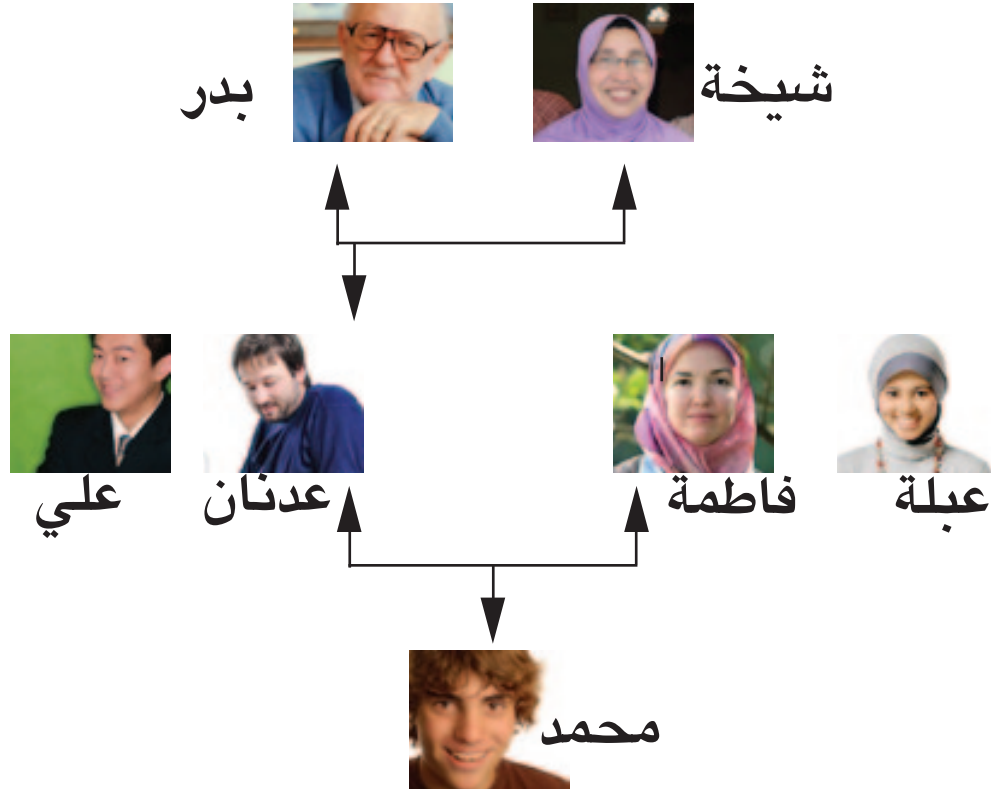 شيخة
بدر
عبلة
فاطمة
عدنان
علي
محمد